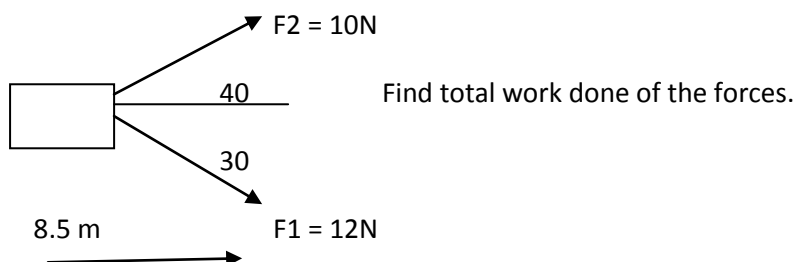 F2 = 10N
40 Find total work done of the forces.
30
8.5 m F1 = 12N